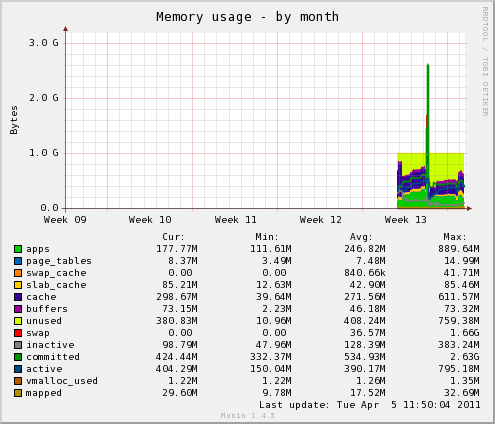 Memory usage - by month
RRDTOOL / TOBI OETIKER
Bytes
3.0 G
2.0 G
1.0 G
0.0
Week 09 Week 10 Week 11 Week 12 Week 13
Cur: Min: Avg: Max:
apps 177.77M 111.61M 246.82M 889.64M
page_tables 8.37M 3.49M 7.48M 14.99M
swap_cache 0.00 0.00 840.66k 41.71M
slab_cache 85.21M 12.63M 42.90M 85.46M
cache 298.67M 39.64M 271.56M 611.57M
buffers 73.15M 2.23M 46.18M 73.32M
unused 380.83M 10.96M 408.24M 759.38M
swap 0.00 0.00 36.57M 1.66G
inactive 98.79M 47.96M 128.39M 383.24M
committed 424.44M 332.37M 534.93M 2.63G
active 404.29M 150.04M 390.17M 795.18M
vmalloc_used 1.22M 1.22M 1.26M 1.35M
mapped 29.60M 9.78M 17.52M 32.69M
Last update: Tue Apr 5 11:50:04 2011
Munin 1.4.5